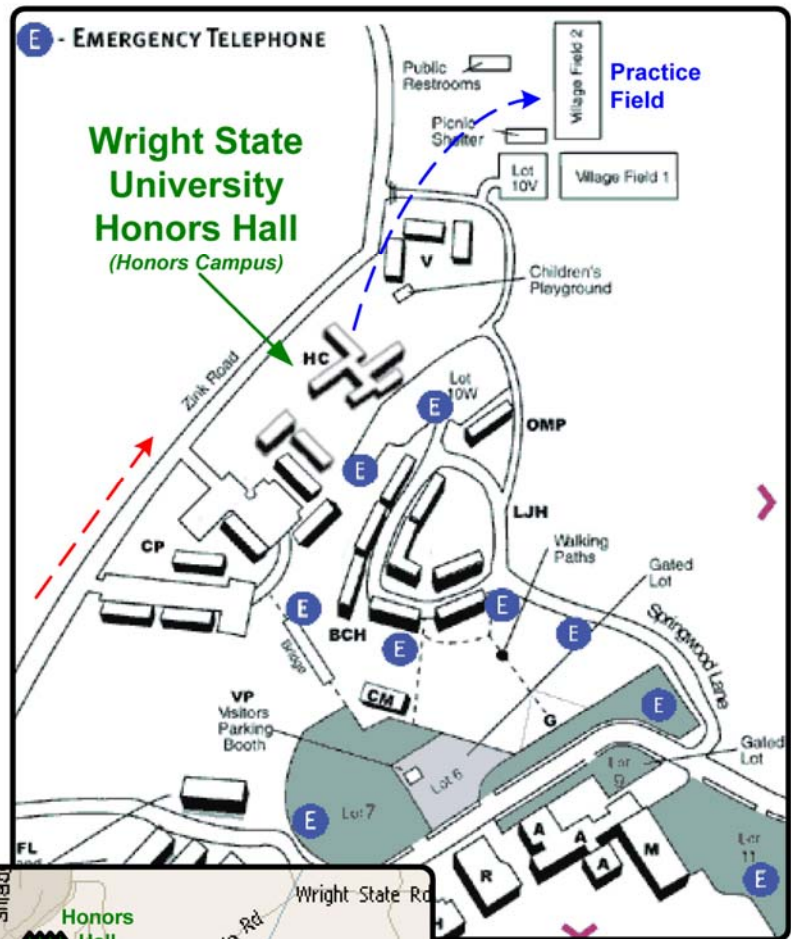 E - EMERGENCY TELEPHONE
Public
Restrooms
Village Field 2
Practice
Field
Picnic
Shelter
Wright State
University
Honors Hall
(Honors Campus)
Lot
10V
Village Field 1
V
Children's
Playground
HC
Zink Road
Lot
10W
E
OMP
E
LJH
CP
Walking
Paths
Gated
Lot
E
E
E
BCH
E
Bridge
Springwood Lane
VP
Visitors
Parking
Booth
CM
G
E
Gated
Lot
Lot 6
Lot 7
E
Lot
9
Lot
11
A
A
A
M
R
E
FL
Honors
Wright State Rd